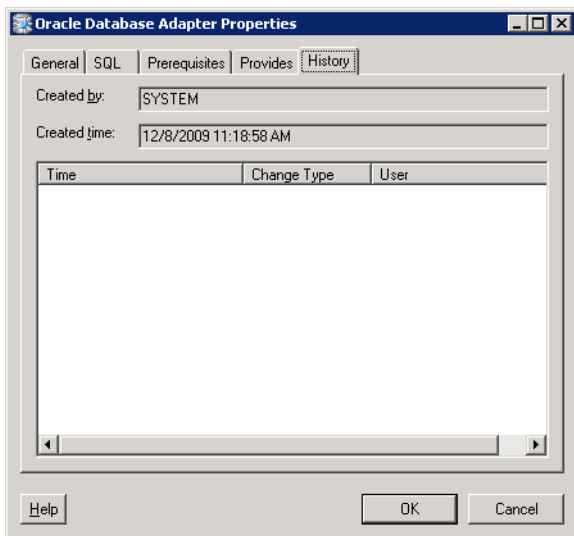 Oracle Database Adapter Properties
General SQL Prerequisites Provides History
Created by: SYSTEM
Created time: 12/8/2009 11:18:58 AM
Time Change Type User
Help OK Cancel